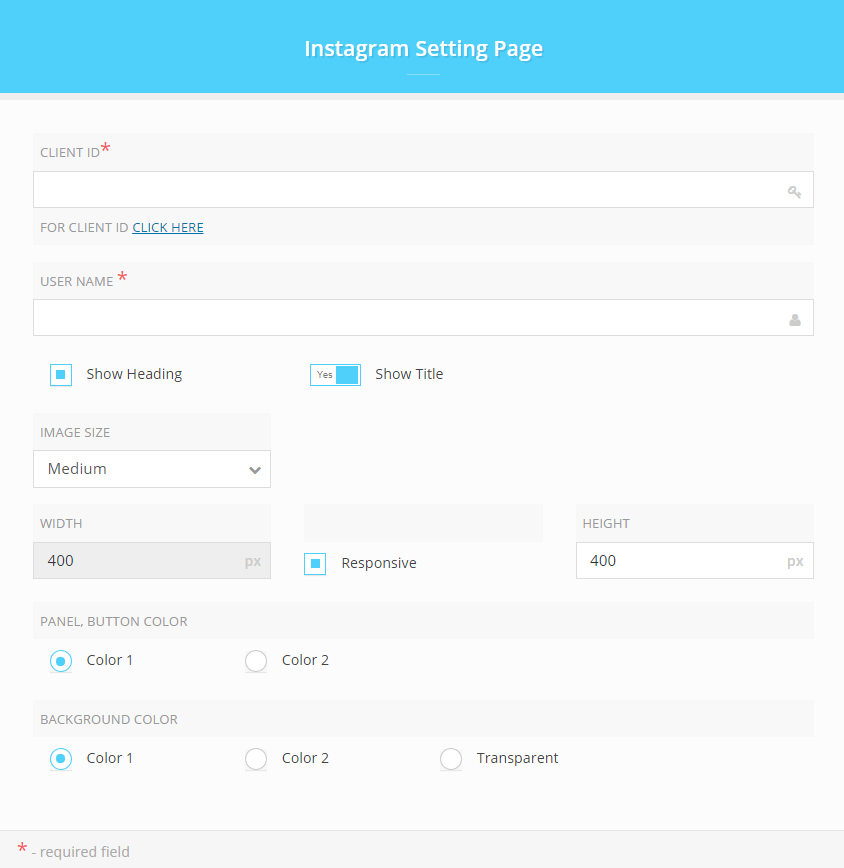 Instagram Setting Page
CLIENT ID*
FOR CLIENT ID CLICK HERE
USER NAME *
Show Heading
Yes Show Title
IMAGE SIZE
Medium
WIDTH
HEIGHT
400 px
Responsive
400 px
PANEL, BUTTON COLOR
Color 1 Color 2
BACKGROUND COLOR
Color 1 Color 2 Transparent
* - required field